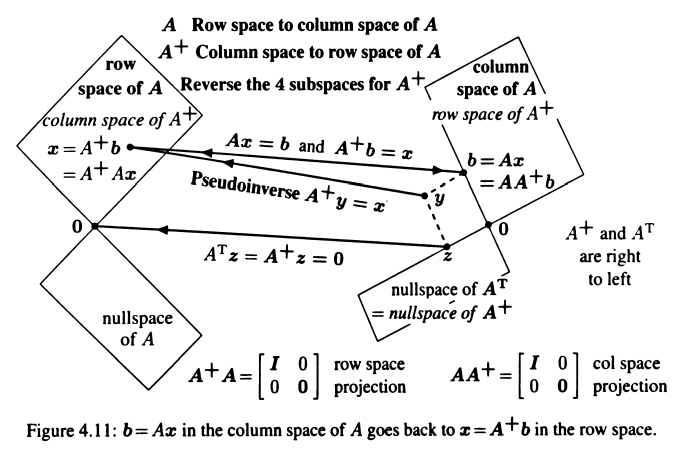 A Row space to column space of A
A⁺ Column space to row space of A
Reverse the 4 subspaces for A⁺
row
space of A
column space of A⁺
x = A⁺b
= A⁺Ax
column
space of A
row space of A⁺
Ax = b and A⁺b = x
b = Ax
= AA⁺b
Pseudoinverse A⁺y = x
y
0
0
Aᵀz = A⁺z = 0
z
A⁺ and Aᵀ
are right
to left
nullspace
of A
nullspace of Aᵀ
= nullspace of A⁺
A⁺A = [I 0
0 0] row space
projection
AA⁺ = [I 0
0 0] col space
projection
Figure 4.11: b = Ax in the column space of A goes back to x = A⁺b in the row space.